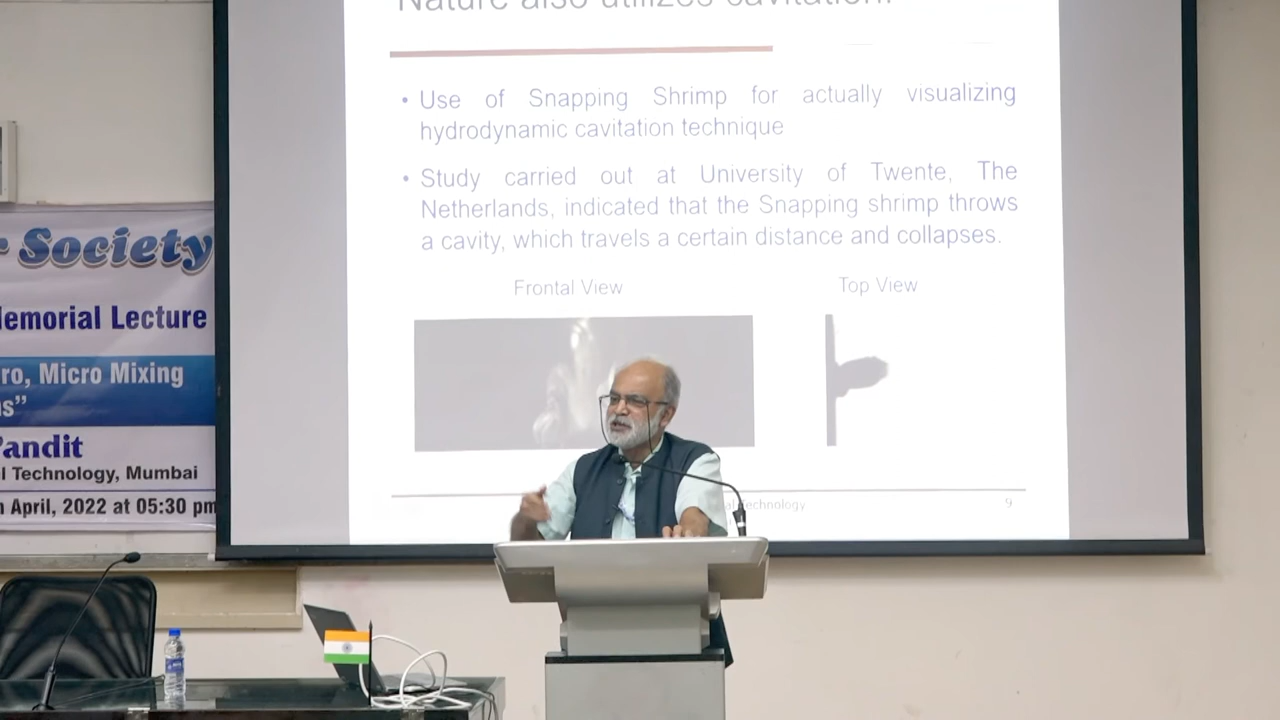 Nature also utilizes cavitation.
• Use of Snapping Shrimp for actually visualizing
hydrodynamic cavitation technique
• Study carried out at University of Twente, The
Netherlands, indicated that the Snapping shrimp throws
a cavity, which travels a certain distance and collapses.
Frontal View
Top View
Technology
9
Society
emorial Lecture
ro, Micro Mixing
s”
andit
l Technology, Mumbai
April, 2022 at 05:30 pm